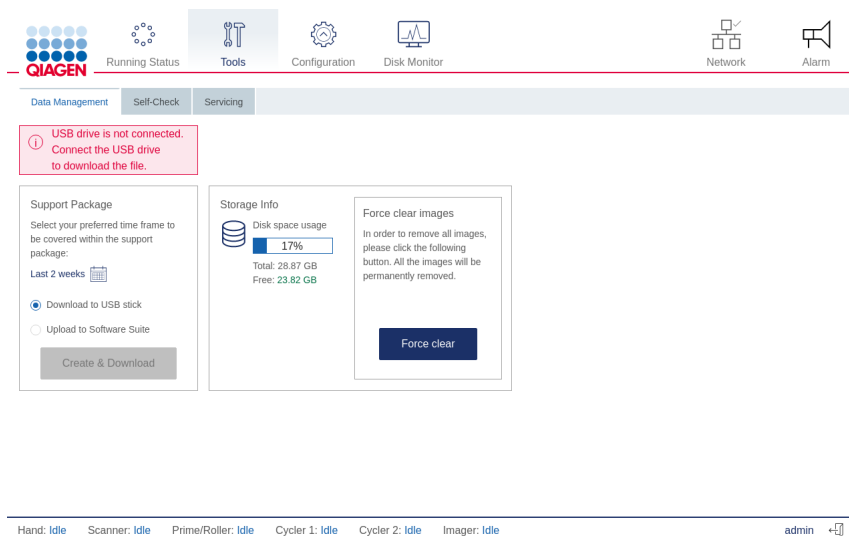 QIAGEN
Running Status
Tools
Configuration
Disk Monitor
Network
Alarm
Data Management
Self-Check
Servicing
USB drive is not connected.
Connect the USB drive
to download the file.
Support Package
Select your preferred time frame to
be covered within the support
package:
Last 2 weeks
Download to USB stick
Upload to Software Suite
Create & Download
Storage Info
Disk space usage
17%
Total: 28.87 GB
Free: 23.82 GB
Force clear images
In order to remove all images,
please click the following
button. All the images will be
permanently removed.
Force clear
Hand: Idle
Scanner: Idle
Prime/Roller: Idle
Cycler 1: Idle
Cycler 2: Idle
Imager: Idle
admin